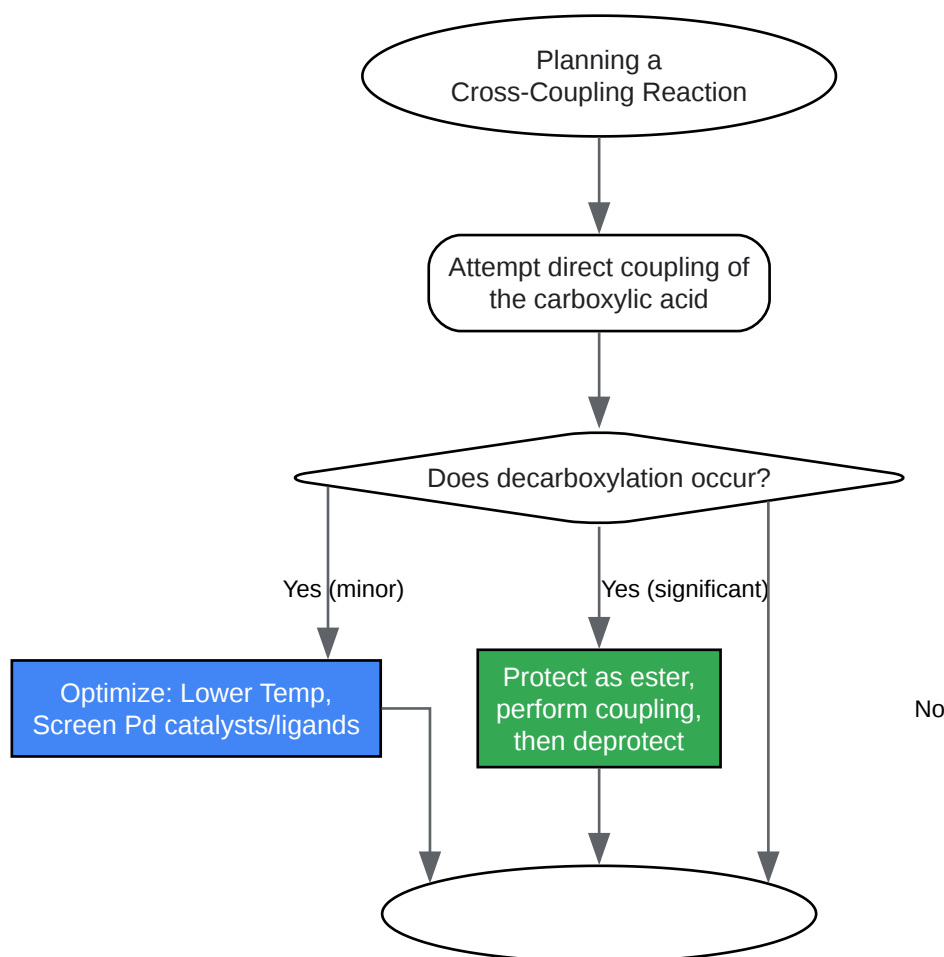 Planning a
Cross-Coupling Reaction
Attempt direct coupling of
the carboxylic acid
Does decarboxylation occur?
Yes (minor)
Yes (significant)
Optimize: Lower Temp,
Screen Pd catalysts/ligands
Protect as ester,
perform coupling,
then deprotect
No